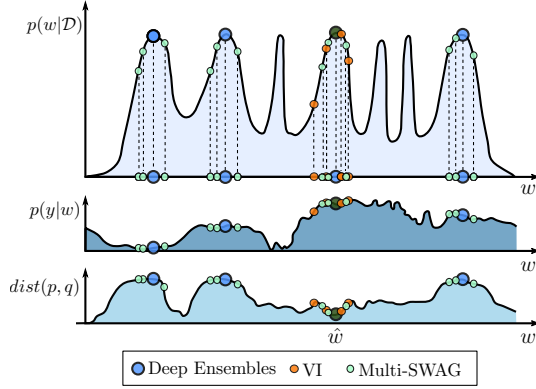 p(w|𝒟)
w
p(y|w)
w
dist(p, q)
ŵ
w
Deep Ensembles VI Multi-SWAG